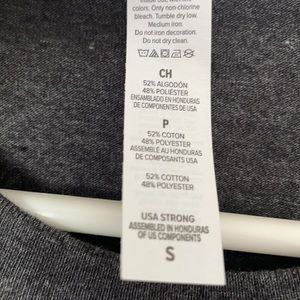 colors. Only non-chlorine
bleach. Tumble dry low.
Medium iron.
Do not iron decoration.
Do not dry clean.
CH
52% ALGODÓN
48% POLIÉSTER
ENSAMBLADO EN HONDURAS
DE COMPONENTES DE USA
P
52% COTON
48% POLYESTER
ASSEMBLÉ AU HONDURAS
DE COMPOSANTS USA
52% COTTON
48% POLYESTER
USA STRONG
ASSEMBLED IN HONDURAS
OF US COMPONENTS
S